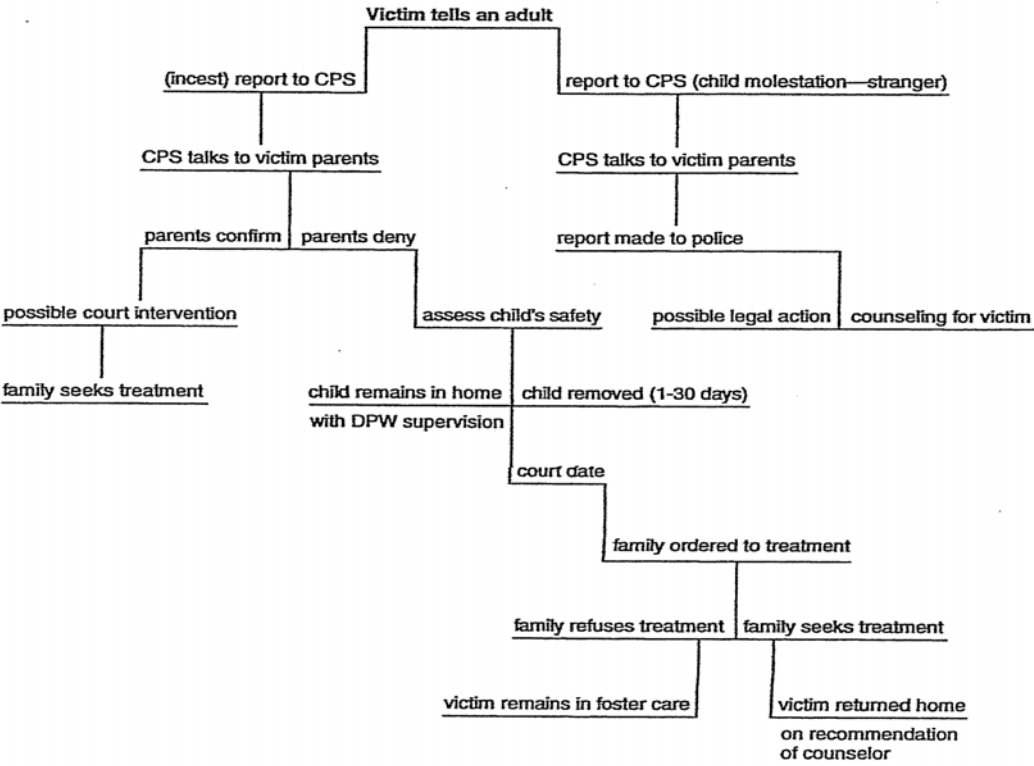 Victim tells an adult
(incest) report to CPS
report to CPS (child molestation—stranger)
CPS talks to victim parents
CPS talks to victim parents
parents confirm
parents deny
report made to police
possible court intervention
assess child's safety
possible legal action
counseling for victim
family seeks treatment
child remains in home
with DPW supervision
child removed (1-30 days)
court date
family ordered to treatment
family refuses treatment
family seeks treatment
victim remains in foster care
victim returned home
on recommendation
of counselor